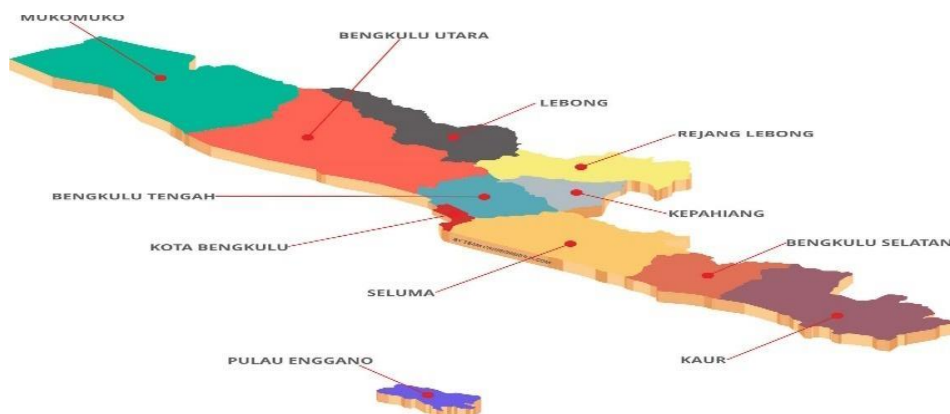 MUKOMUKO
BENGKULU UTARA
LEBONG
REJANG LEBONG
BENGKULU TENGAH
KEPAHIANG
KOTA BENGKULU
BENGKULU SELATAN
SELUMA
KAUR
PULAU ENGGANO